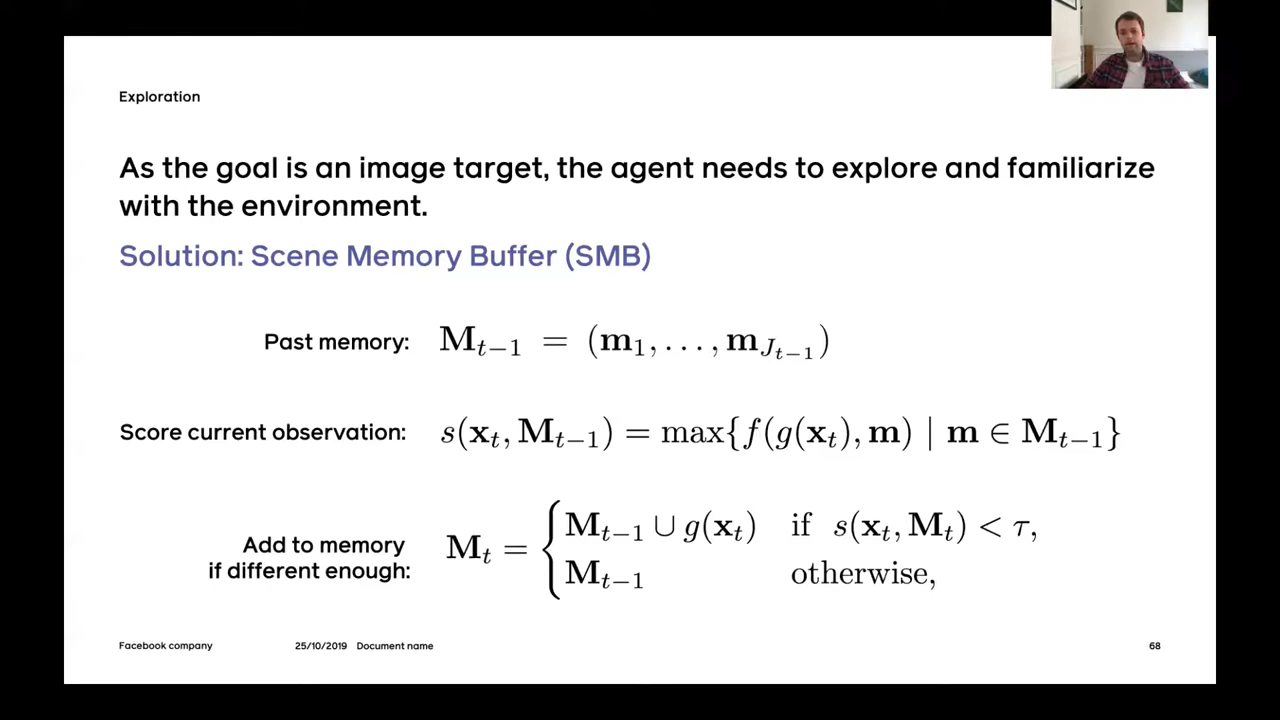 Exploration
As the goal is an image target, the agent needs to explore and familiarize
with the environment.
Solution: Scene Memory Buffer (SMB)
Past memory: M_{t−1} = (m_1, . . . , m_{J_{t−1}})
Score current observation: s(x_t, M_{t−1}) = max{f(g(x_t), m) | m ∈ M_{t−1}}
Add to memory
if different enough:
M_t = { M_{t−1} ∪ g(x_t) if s(x_t, M_t) < τ,
M_{t−1} otherwise,
Facebook company 25/10/2019 Document name 68